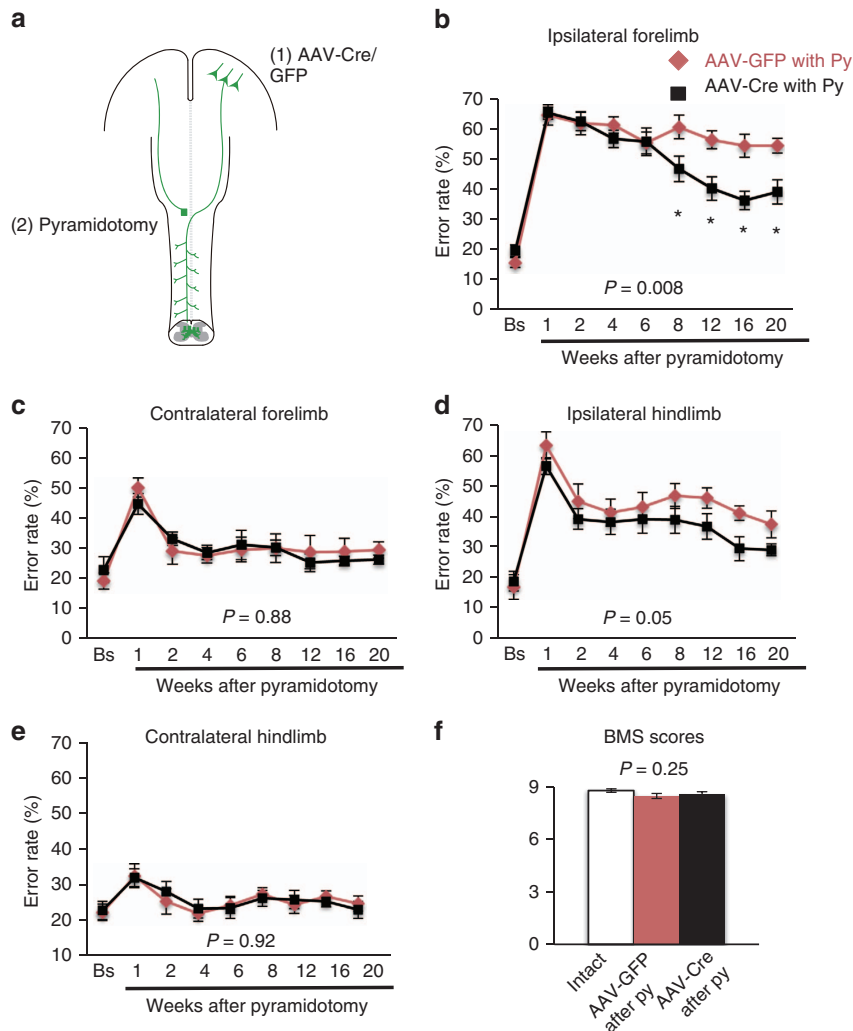 a
(1) AAV-Cre/
GFP
(2) Pyramidotomy
b
Ipsilateral forelimb
AAV-GFP with Py
AAV-Cre with Py
Error rate (%)
70
60
50
40
30
20
10
0
* * * *
P = 0.008
Bs 1 2 4 6 8 12 16 20
Weeks after pyramidotomy
c
Contralateral forelimb
Error rate (%)
70
60
50
40
30
20
10
0
P = 0.88
Bs 1 2 4 6 8 12 16 20
Weeks after pyramidotomy
d
Ipsilateral hindlimb
Error rate (%)
70
60
50
40
30
20
10
0
P = 0.05
Bs 1 2 4 6 8 12 16 20
Weeks after pyramidotomy
e
Contralateral hindlimb
Error rate (%)
70
60
50
40
30
20
10
P = 0.92
Bs 1 2 4 6 8 12 16 20
Weeks after pyramidotomy
f
BMS scores
P = 0.25
9
6
3
0
Intact
AAV-GFP
after py
AAV-Cre
after py